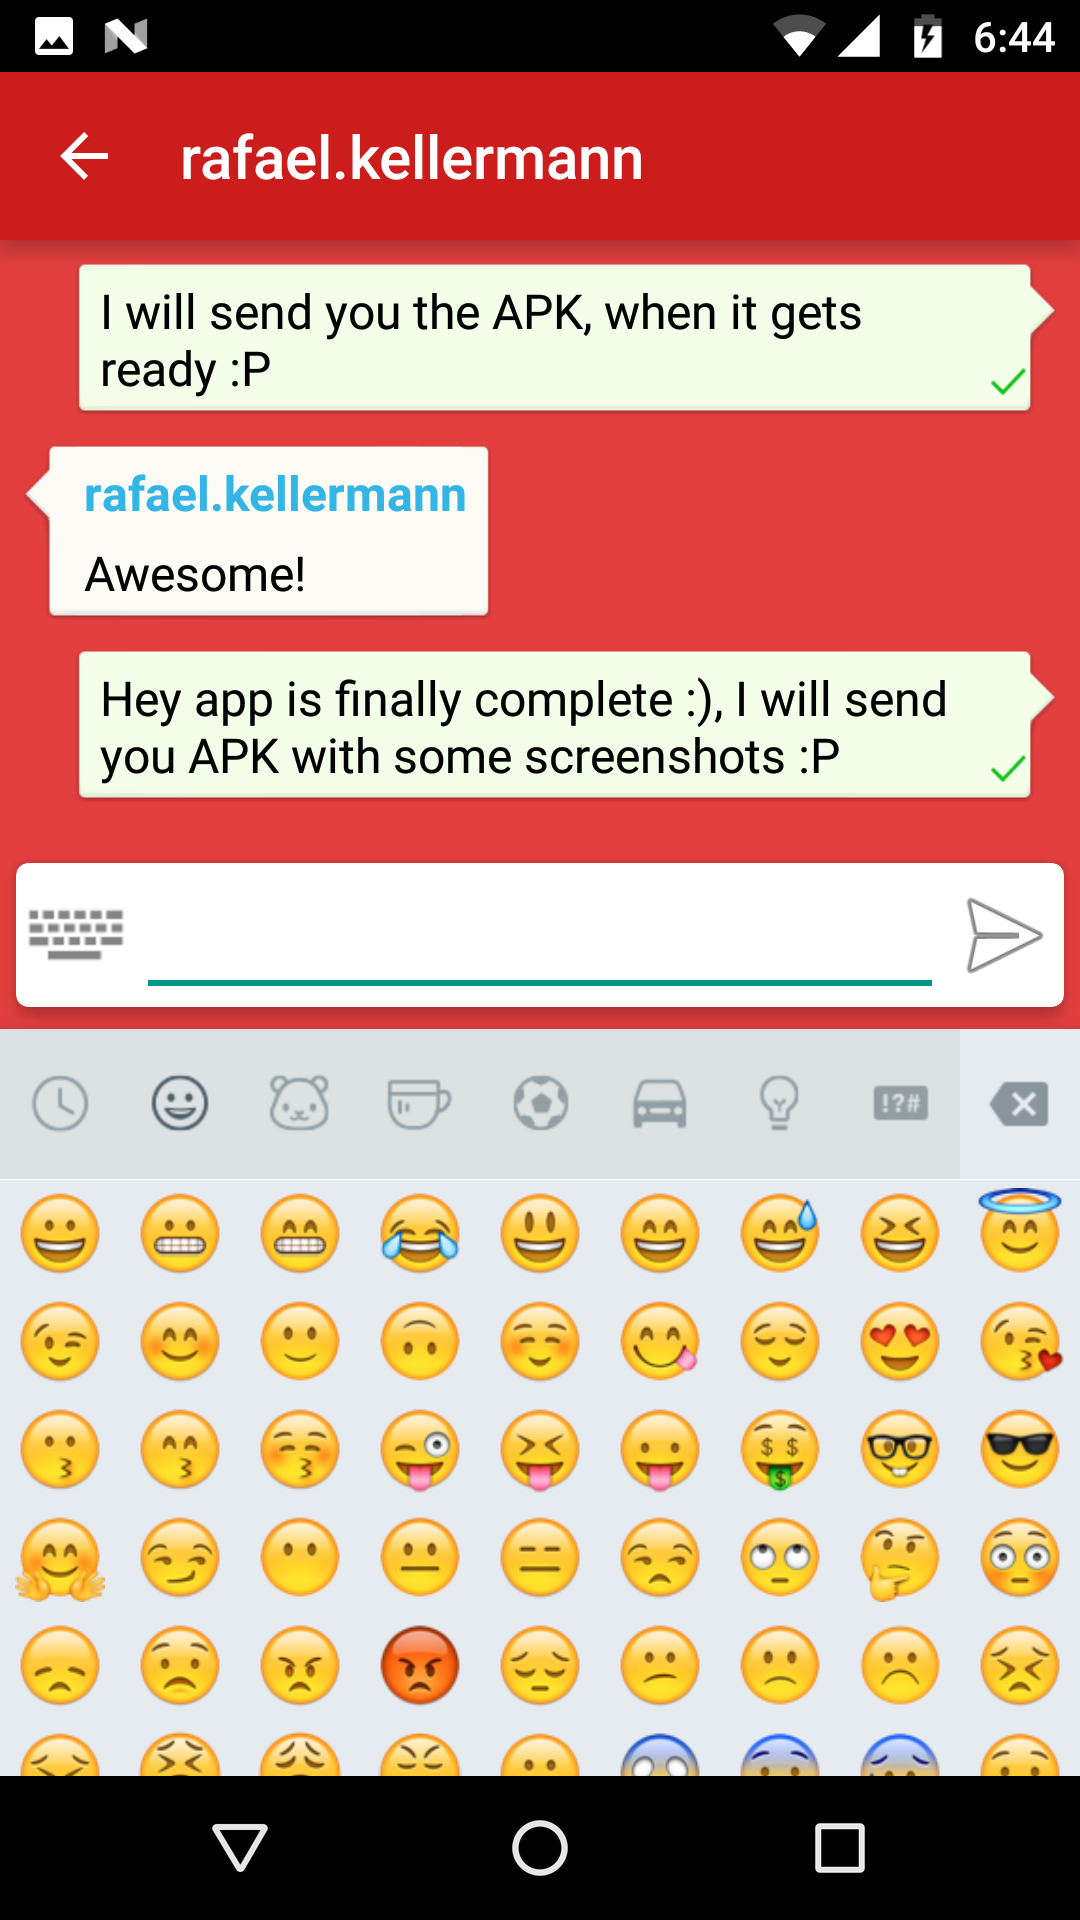 6:44
rafael.kellermann
I will send you the APK, when it gets
ready :P
rafael.kellermann
Awesome!
Hey app is finally complete :), I will send
you APK with some screenshots :P
!?#